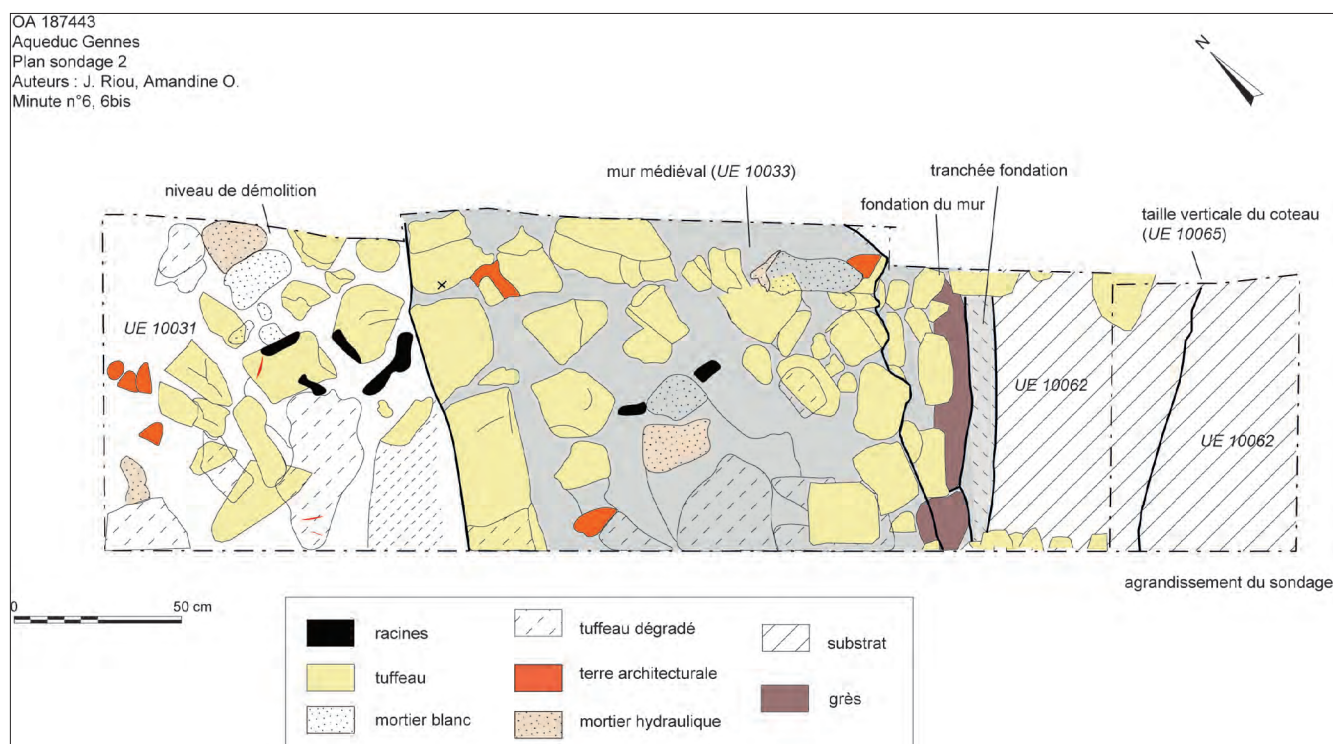 OA 187443
Aqueduc Gennes
Plan sondage 2
Auteurs : J. Riou, Amandine O.
Minute n°6, 6bis
N
mur médiéval (UE 10033)
tranchée fondation
niveau de démolition
fondation du mur
taille verticale du coteau
(UE 10065)
UE 10031
UE 10062
UE 10062
agrandissement du sondage
0 50 cm
racines
tuffeau dégradé
substrat
tuffeau
terre architecturale
grès
mortier blanc
mortier hydraulique